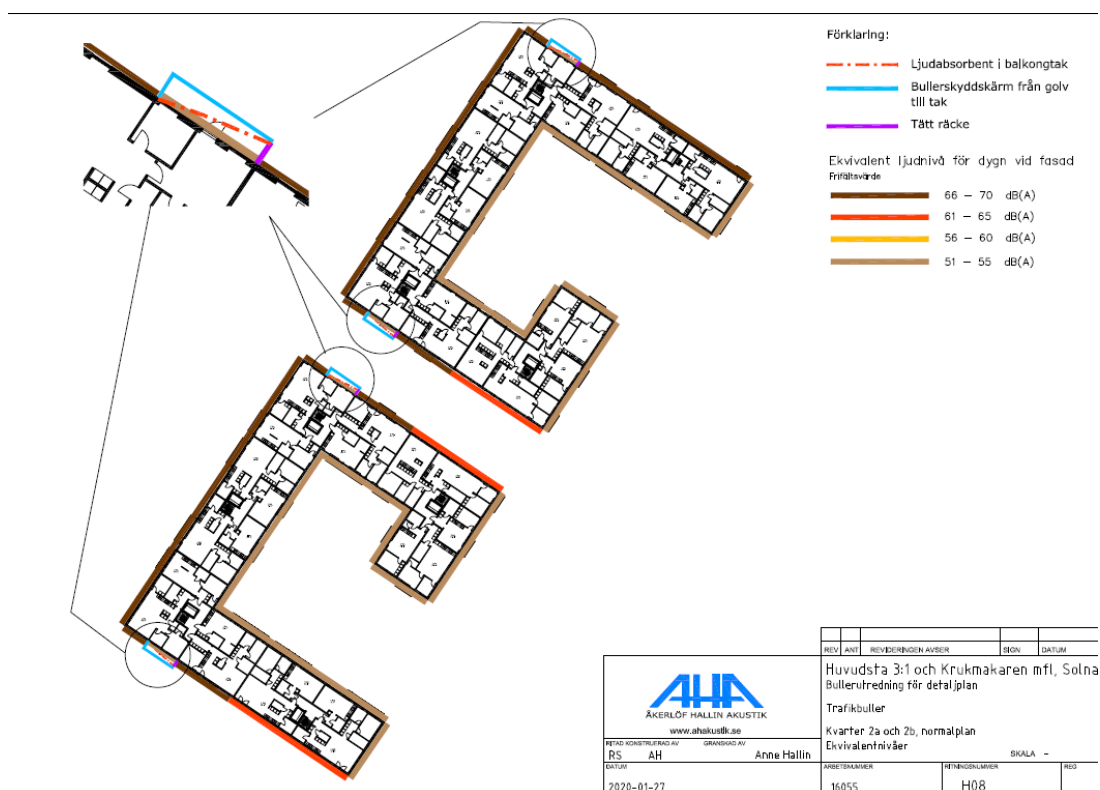 Förklaring:
Ljudabsorbent i balkongtak
Bullerskyddskärm från golv
till tak
Tätt räcke
Ekvivalent ljudnivå för dygn vid fasad
Frifältsvärde
66 – 70 dB(A)
61 – 65 dB(A)
56 – 60 dB(A)
51 – 55 dB(A)
REV ANT REVIDERINGEN AVSER SIGN DATUM
AHA
ÅKERLÖF HALLIN AKUSTIK
www.ahakustik.se
Huvudsta 3:1 och Krukmakaren mfl, Solna
Bullerutredning för detaljplan
Trafikbuller
Kvarter 2a och 2b, normalplan
Ekvivalentnivåer
SKALA -
RITAD KONSTRUERAD AV GRANSKAD AV
RS AH Anne Hallin
DATUM
2020-01-27
ARBETSNUMMER RITNINGSNUMMER REG
16055 H08